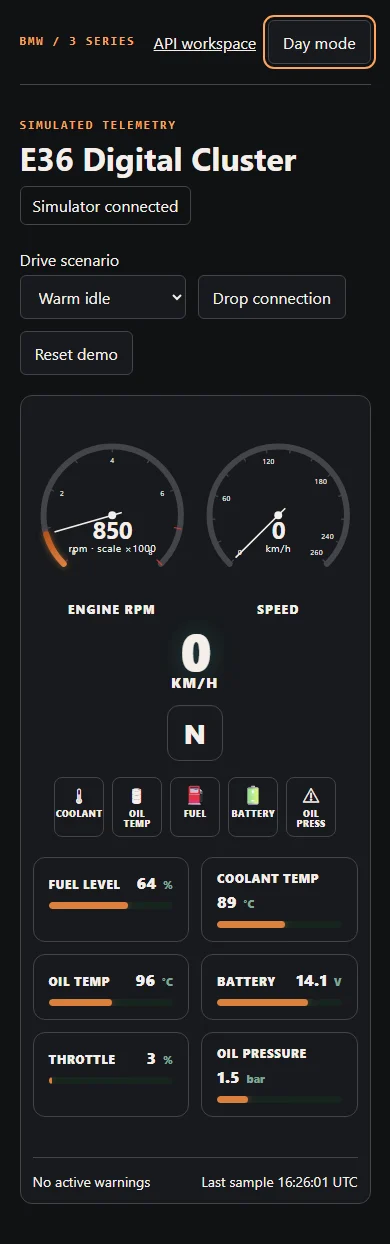 BMW / 3 SERIES
API workspace
Day mode
SIMULATED TELEMETRY
E36 Digital Cluster
Simulator connected
Drive scenario
Warm idle
Drop connection
Reset demo
2
4
6
8
850
rpm · scale ×1000
ENGINE RPM
0
60
120
180
240
260
0
km/h
SPEED
0
KM/H
N
COOLANT
OIL
TEMP
FUEL
BATTERY
OIL
PRESS
FUEL LEVEL 64 %
COOLANT TEMP
89 °C
OIL TEMP 96 °C
BATTERY 14.1 V
THROTTLE 3 %
OIL PRESSURE
1.5 bar
No active warnings
Last sample 16:26:01 UTC